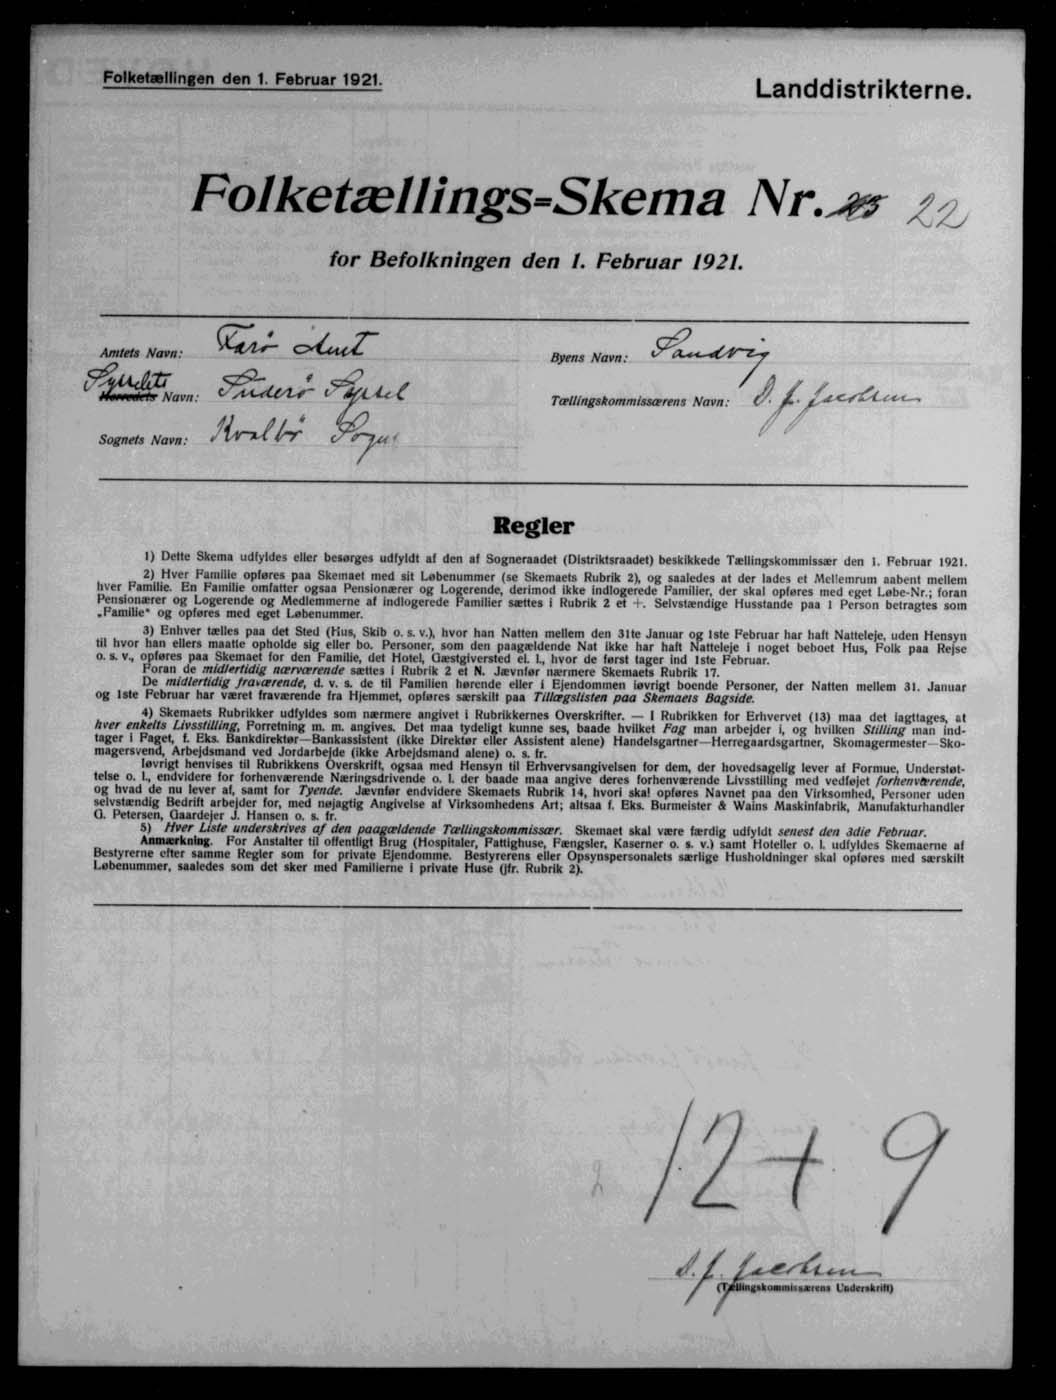 Folketællingen den 1. Februar 1921.
Landdistrikterne.
Folketællings=Skema Nr. 22
for Befolkningen den 1. Februar 1921.
Amtets Navn: Færø Amt
Byens Navn: Sandvig
Sysselets
Herredets Navn: Suderø Syssel
Tællingskommissærens Navn: D. J. Jacobsen
Sognets Navn: Kvalbø Sogn
Regler
1) Dette Skema udfyldes eller besørges udfyldt af den af Sogneraadet (Distriktsraadet) beskikkede Tællingskommissær den 1. Februar 1921.
2) Hver Familie opføres paa Skemaet med sit Løbenummer (se Skemaets Rubrik 2), og saaledes at der lades et Mellemrum aabent mellem
hver Familie. En Familie omfatter ogsaa Pensionærer og Logerende, derimod ikke indlogerede Familier, der skal opføres med eget Løbe-Nr.; foran
Pensionærer og Logerende og Medlemmerne af indlogerede Familier sættes i Rubrik 2 et +. Selvstændige Husstande paa 1 Person betragtes som
„Familie“ og opføres med eget Løbenummer.
3) Enhver tælles paa det Sted (Hus, Skib o. s. v.), hvor han Natten mellem den 31te Januar og 1ste Februar har haft Natteleje, uden Hensyn
til hvor han ellers maatte opholde sig eller bo. Personer, som den paagældende Nat ikke har haft Natteleje i noget beboet Hus, Folk paa Rejse
o. s. v., opføres paa Skemaet for den Familie, det Hotel, Gæstgiversted el. l., hvor de først tager ind 1ste Februar.
Foran de midlertidig nærværende sættes i Rubrik 2 et N. Jævnfør nærmere Skemaets Rubrik 17.
De midlertidig fraværende, d. v. s. de til Familien hørende eller i Ejendommen iøvrigt boende Personer, der Natten mellem 31. Januar
og 1ste Februar har været fraværende fra Hjemmet, opføres særskilt paa Tillægslisten paa Skemaets Bagside.
4) Skemaets Rubrikker udfyldes som nærmere angivet i Rubrikkernes Overskrifter. — I Rubrikken for Erhvervet (13) maa det iagttages, at
hver enkelts Livsstilling, Forretning m. m. angives. Det maa tydeligt kunne ses, baade hvilket Fag man arbejder i, og hvilken Stilling man ind-
tager i Faget, f. Eks. Bankdirektør—Bankassistent (ikke Direktør eller Assistent alene) Handelsgartner—Herregaardsgartner, Skomagermester—Sko-
magersvend, Arbejdsmand ved Jordarbejde (ikke Arbejdsmand alene) o. s. fr.
Iøvrigt henvises til Rubrikkens Overskrift, ogsaa med Hensyn til Erhvervsangivelsen for dem, der hovedsagelig lever af Formue, Understøt-
telse o. l., endvidere for forhenværende Næringsdrivende o. l. der baade maa angive deres forhenværende Livsstilling med vedføjet forhenværende,
og hvad de nu lever af, samt for Tyende. Jævnfør endvidere Skemaets Rubrik 14, hvori skal opføres Navnet paa den Virksomhed, Personer uden
selvstændig Bedrift arbejder for, med nøjagtig Angivelse af Virksomhedens Art; altsaa f. Eks. Burmeister & Wains Maskinfabrik, Manufakturhandler
G. Petersen, Gaardejer J. Hansen o. s. fr.
5) Hver Liste underskrives af den paagældende Tællingskommissær. Skemaet skal være færdig udfyldt senest den 3die Februar.
Anmærkning. For Anstalter til offentligt Brug (Hospitaler, Fattighuse, Fængsler, Kaserner o. s. v.) samt Hoteller o. l. udfyldes Skemaerne af
Bestyrerne efter samme Regler som for private Ejendomme. Bestyrerens eller Opsynspersonalets særlige Husholdninger skal opføres med særskilt
Løbenummer, saaledes som det sker med Familierne i private Huse (jfr. Rubrik 2).
12 + 9
D. J. Jacobsen
(Tællingskommissærens Underskrift)